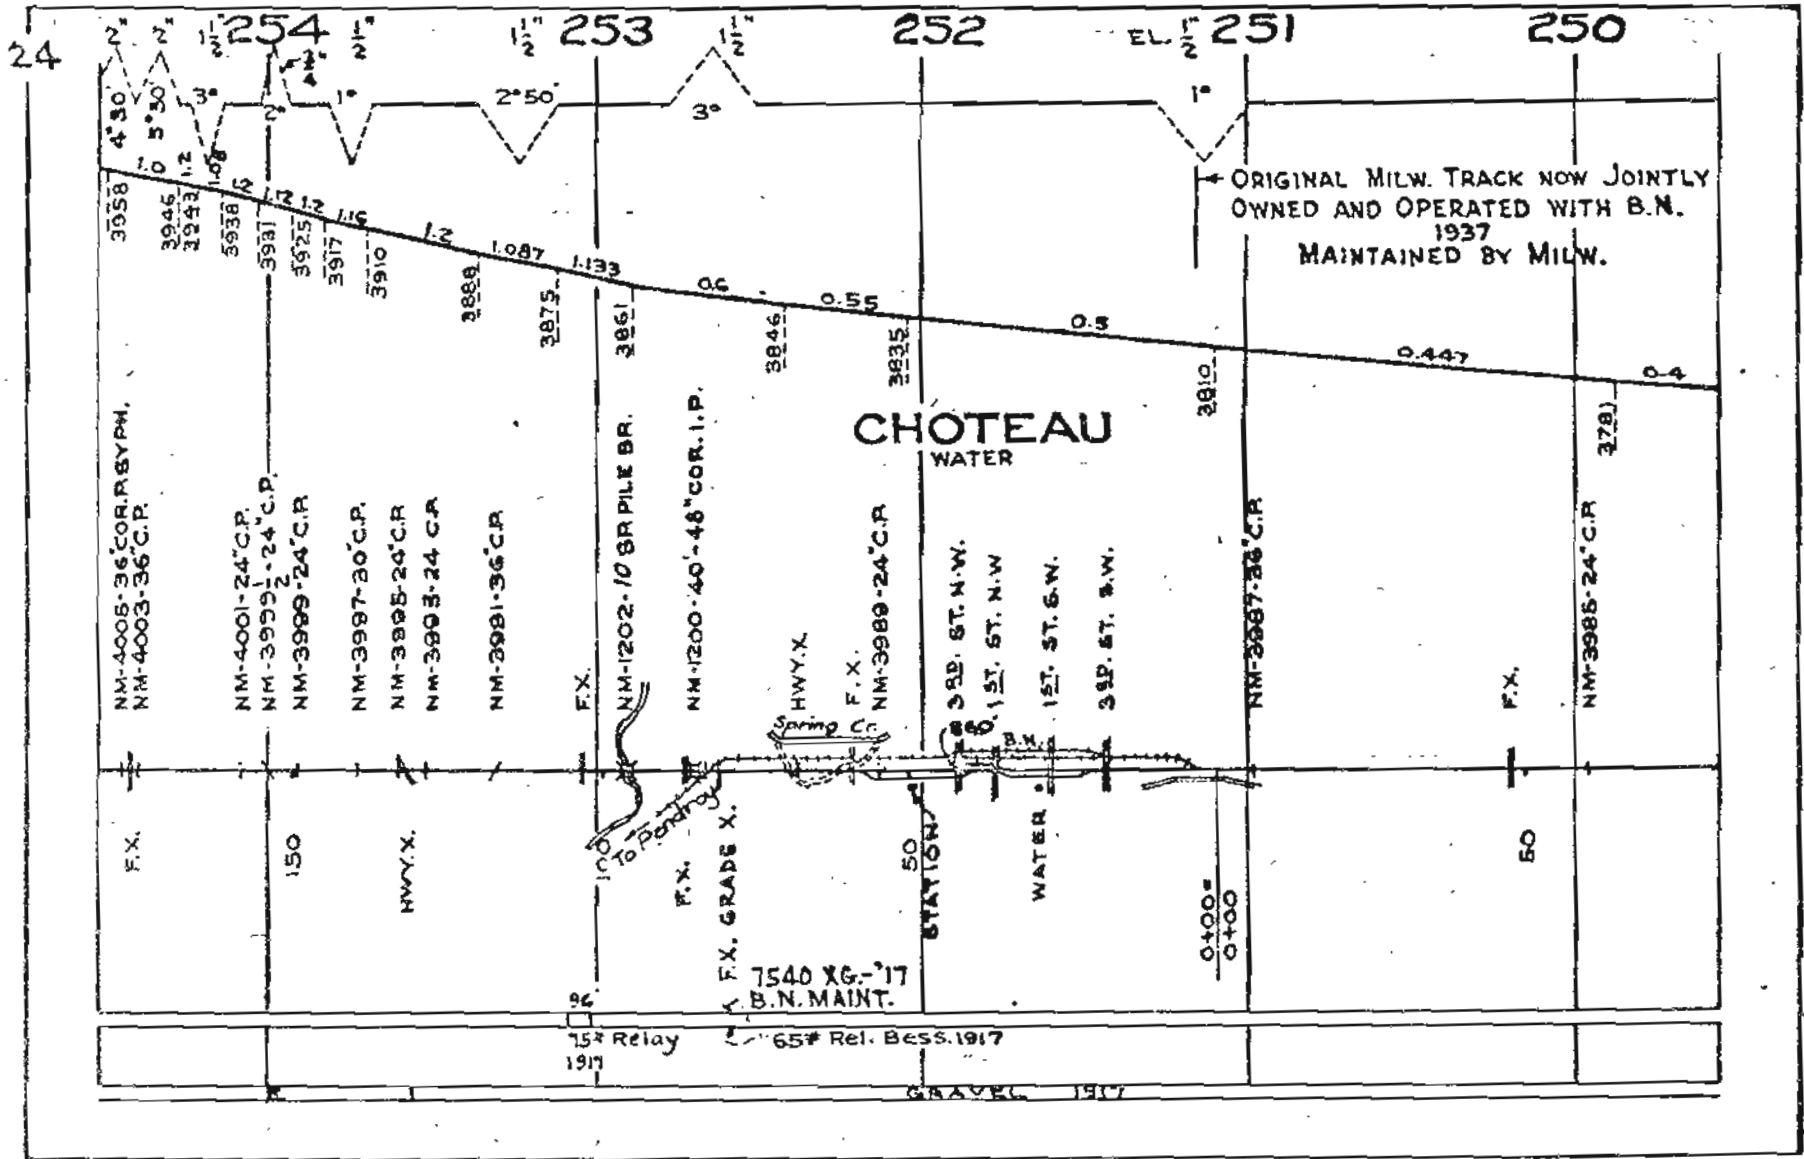 24
2" 2" 1½" 254 1½" 1½" 253 1½" 252 EL. 1½" 251 250
4°30' 5°30' 3° 2° 1° 2°50' 3° 1°
1.0 1.2 1.08 1.2 1.12 1.2 1.16 1.2 1.087 1.133 0.6 0.55 0.5 0.447 0.4
ORIGINAL MILW. TRACK NOW JOINTLY
OWNED AND OPERATED WITH B.N.
1937
MAINTAINED BY MILW.
3958 3946 3943 3938 3931 3925 3917 3910 3888 3875 3861 3846 3835 3810 3781
CHOTEAU
WATER
NM-4005-36"COR.P.
NM-4003-36"C.P.
NM-4001-24"C.P.
NM-3999½-24"C.P.
NM-3999-24"C.P.
NM-3997-30"C.P.
NM-3995-24"C.P.
NM-3993-24 C.P.
NM-3991-36"C.P.
F.X.
NM-1202-10 SP. PILE BR.
NM-1200-40'-48"COR.I.P.
HWY.X.
F.X.
NM-3989-24"C.P.
3RD. ST. N.W.
1ST. ST. N.W
1ST. ST. S.W.
3RD. ST. S.W.
NM-3987-36"C.P.
F.X.
NM-3985-24"C.P.
Spring Cr.
860'
B.N.
F.X.
150
HWY.X.
100
To Pendroy
F.X.
F.X. GRADE X.
50
STATION
WATER
0+00=
0+00
50
7540 XG.-'17
B.N. MAINT.
96'
75# Relay
1917
65# Rel. Bess. 1917
GRAVEL 1917